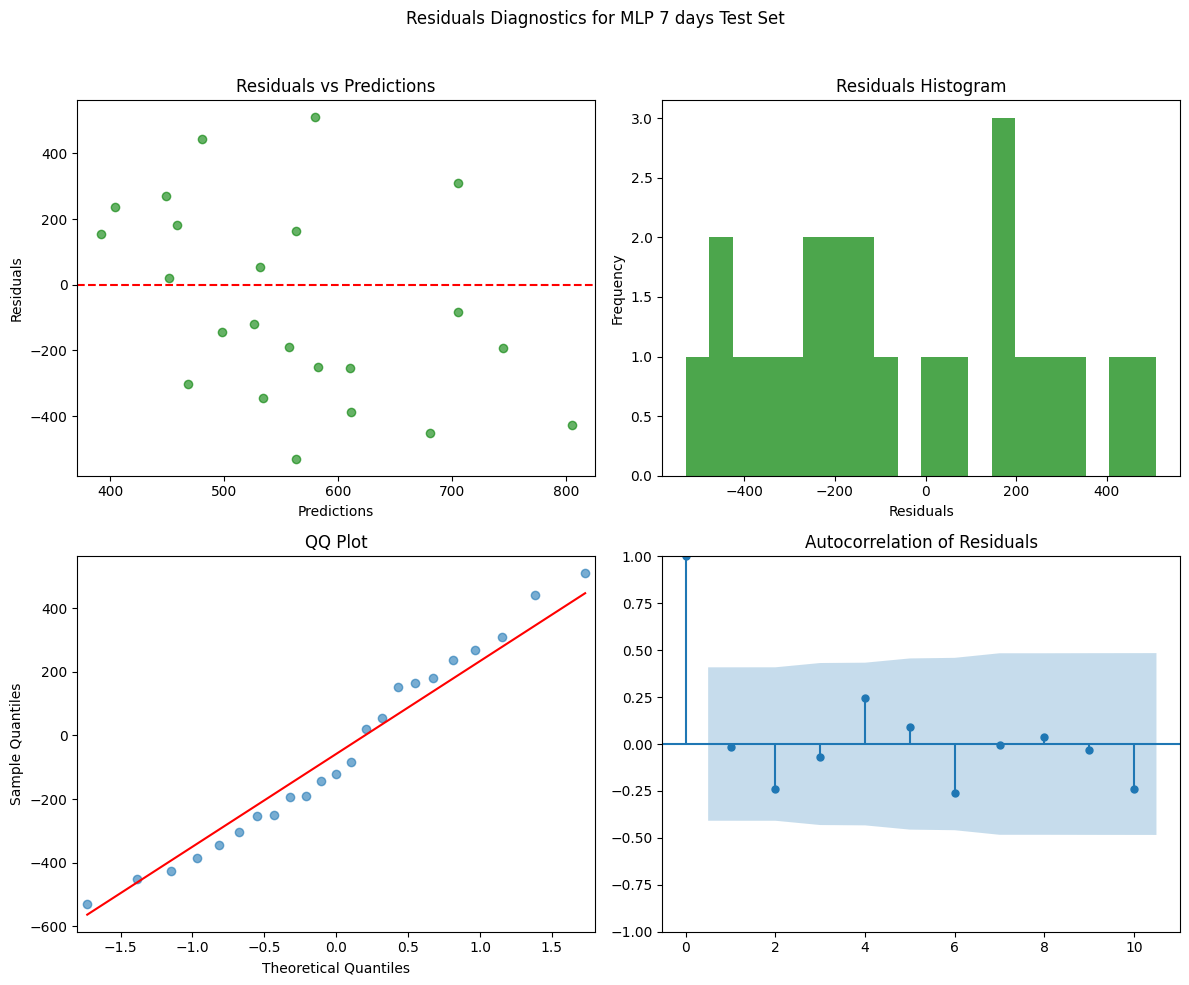 Residuals Diagnostics for MLP 7 days Test Set
Residuals vs Predictions
Residuals
400
200
0
−200
−400
400 500 600 700 800
Predictions
Residuals Histogram
Frequency
3.0
2.5
2.0
1.5
1.0
0.5
0.0
−400 −200 0 200 400
Residuals
QQ Plot
Sample Quantiles
400
200
0
−200
−400
−600
−1.5 −1.0 −0.5 0.0 0.5 1.0 1.5
Theoretical Quantiles
Autocorrelation of Residuals
1.00
0.75
0.50
0.25
0.00
−0.25
−0.50
−0.75
−1.00
0 2 4 6 8 10